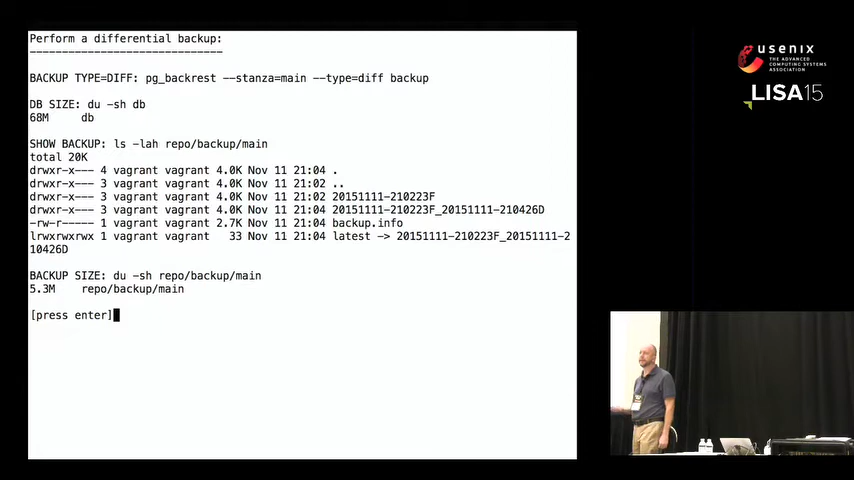 Perform a differential backup:
------------------------------
BACKUP TYPE=DIFF: pg_backrest --stanza=main --type=diff backup
DB SIZE: du -sh db
68M     db
SHOW BACKUP: ls -lah repo/backup/main
total 20K
drwxr-x--- 4 vagrant vagrant 4.0K Nov 11 21:04 .
drwxr-x--- 3 vagrant vagrant 4.0K Nov 11 21:02 ..
drwxr-x--- 3 vagrant vagrant 4.0K Nov 11 21:02 20151111-210223F
drwxr-x--- 3 vagrant vagrant 4.0K Nov 11 21:04 20151111-210223F_20151111-210426D
-rw-r----- 1 vagrant vagrant 2.7K Nov 11 21:04 backup.info
lrwxrwxrwx 1 vagrant vagrant   33 Nov 11 21:04 latest -> 20151111-210223F_20151111-2
10426D
BACKUP SIZE: du -sh repo/backup/main
5.3M    repo/backup/main
[press enter]
usenix
THE ADVANCED
COMPUTING SYSTEMS
ASSOCIATION
LISA15